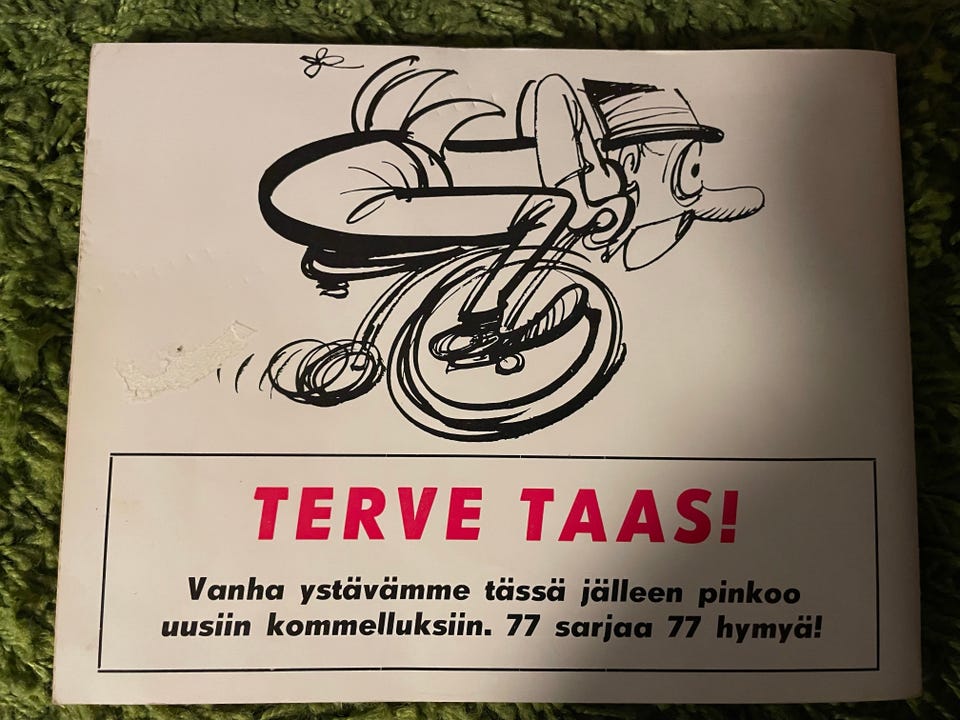 TERVE TAAS!
Vanha ystävämme tässä jälleen pinkoo
uusiin kommelluksiin. 77 sarjaa 77 hymyä!